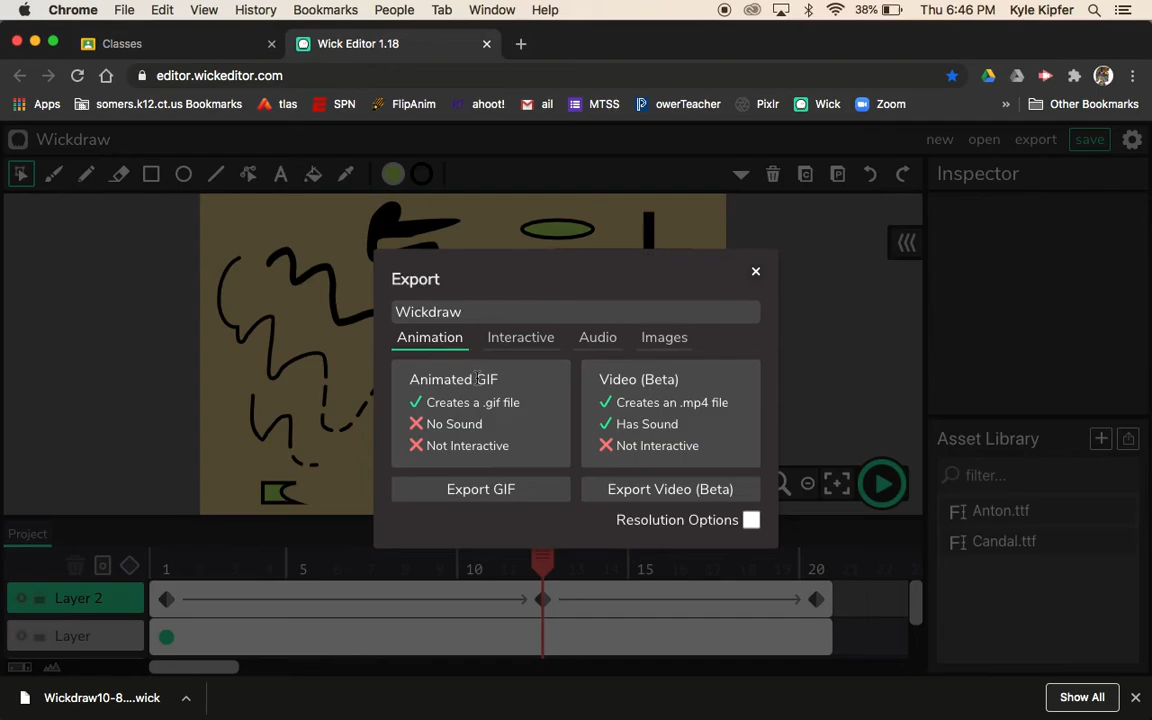 Chrome File Edit View History Bookmarks People Tab Window Help 38% Thu 6:46 PM Kyle Kipfer
Classes Wick Editor 1.18
editor.wickeditor.com
Apps somers.k12.ct.us Bookmarks tlas SPN FlipAnim ahoot! ail MTSS owerTeacher Pixlr Wick Zoom » Other Bookmarks
Wickdraw new open export save
Inspector
Export
Wickdraw
Animation Interactive Audio Images
Animated GIF Video (Beta)
Creates a .gif file Creates an .mp4 file
No Sound Has Sound
Not Interactive Not Interactive
Export GIF Export Video (Beta)
Resolution Options
Asset Library
filter...
Anton.ttf
Candal.ttf
Project
1 5 10 15 20
Layer 2
Layer
Wickdraw10-8....wick Show All